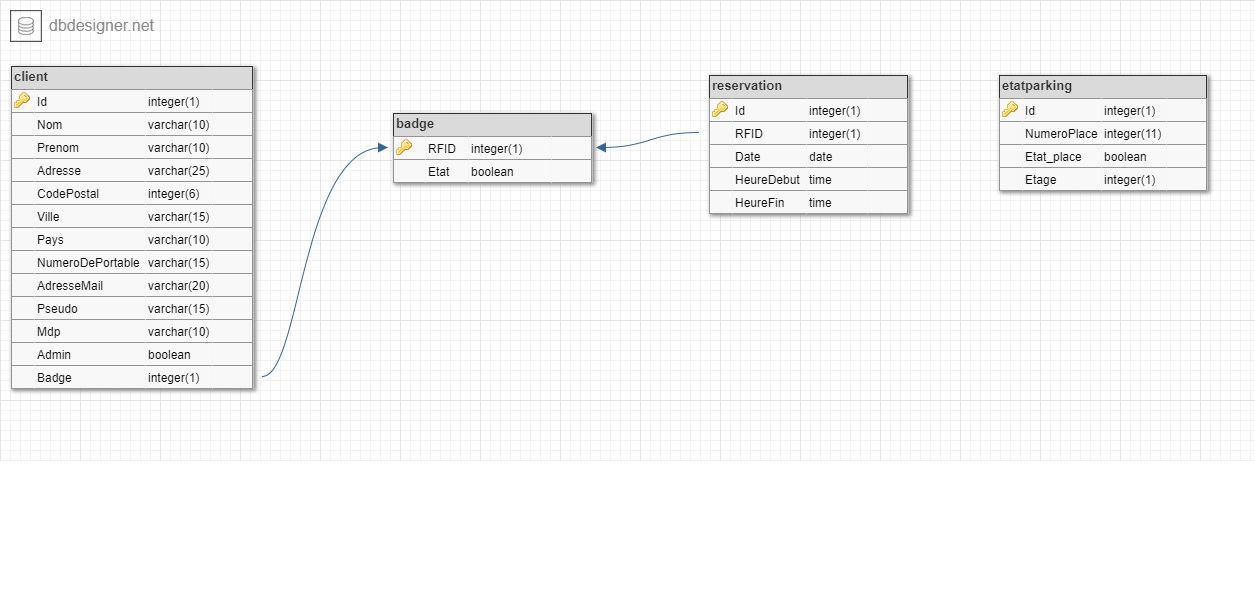 dbdesigner.net
client
Id integer(1)
Nom varchar(10)
Prenom varchar(10)
Adresse varchar(25)
CodePostal integer(6)
Ville varchar(15)
Pays varchar(10)
NumeroDePortable varchar(15)
AdresseMail varchar(20)
Pseudo varchar(15)
Mdp varchar(10)
Admin boolean
Badge integer(1)
badge
RFID integer(1)
Etat boolean
reservation
Id integer(1)
RFID integer(1)
Date date
HeureDebut time
HeureFin time
etatparking
Id integer(1)
NumeroPlace integer(11)
Etat_place boolean
Etage integer(1)